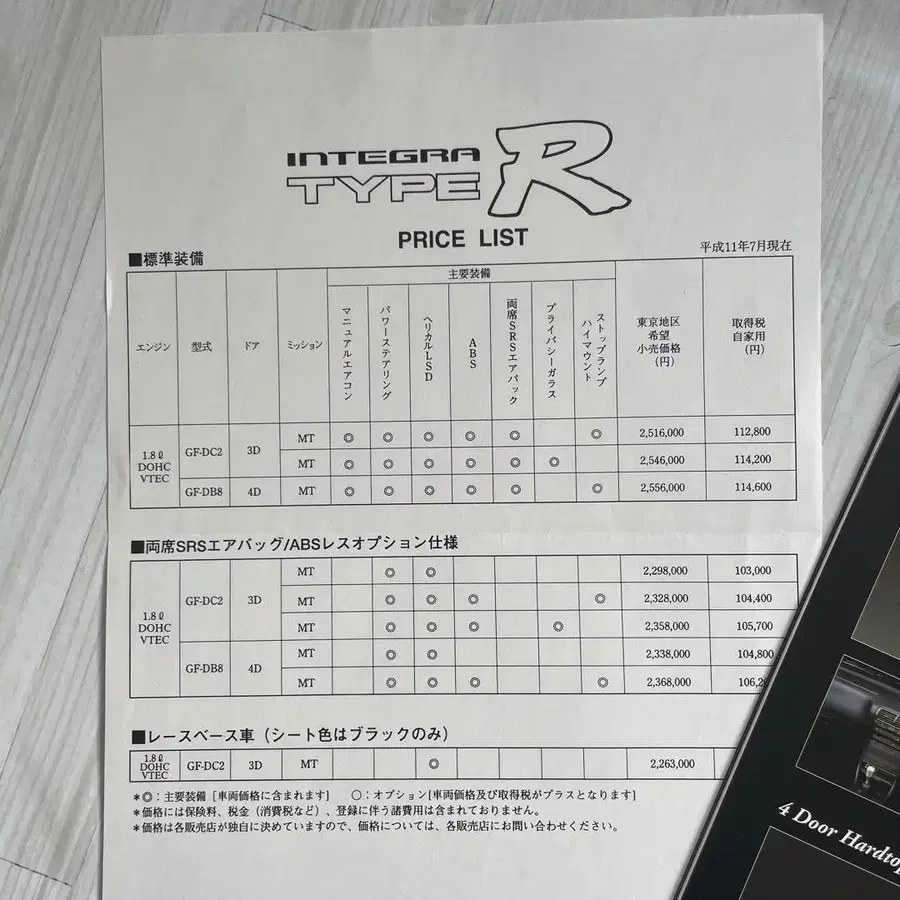 INTEGRA
TYPE R
PRICE LIST
平成11年7月現在
■標準装備
エンジン 型式 ドア ミッション 主要装備 東京地区希望小売価格(円) 取得税自家用(円)
マニュアルエアコン パワーステアリング ヘリカルLSD ABS 両席SRSエアバック プライバシーガラス ストップランプハイマウント
1.8ℓ DOHC VTEC GF-DC2 3D MT ◎ ◎ ◎ ◎ ◎ ◎ 2,516,000 112,800
MT ◎ ◎ ◎ ◎ ◎ ◎ 2,546,000 114,200
GF-DB8 4D MT ◎ ◎ ◎ ◎ ◎ ◎ 2,556,000 114,600
■両席SRSエアバッグ/ABSレスオプション仕様
1.8ℓ DOHC VTEC GF-DC2 3D MT ◎ ◎ 2,298,000 103,000
MT ◎ ◎ ◎ ◎ 2,328,000 104,400
MT ◎ ◎ ◎ ◎ 2,358,000 105,700
GF-DB8 4D MT ◎ ◎ 2,338,000 104,800
MT ◎ ◎ ◎ ◎ 2,368,000 106,2
■レースベース車（シート色はブラックのみ）
1.8ℓ DOHC VTEC GF-DC2 3D MT ◎ 2,263,000
＊◎：主要装備［車両価格に含まれます］ ○：オプション[車両価格及び取得税がプラスとなります]
＊価格には保険料、税金（消費税など）、登録に伴う諸費用は含まれておりません。
＊価格は各販売店が独自に決めていますので、価格については、各販売店にお問い合わせください。
4 Door Hardtop